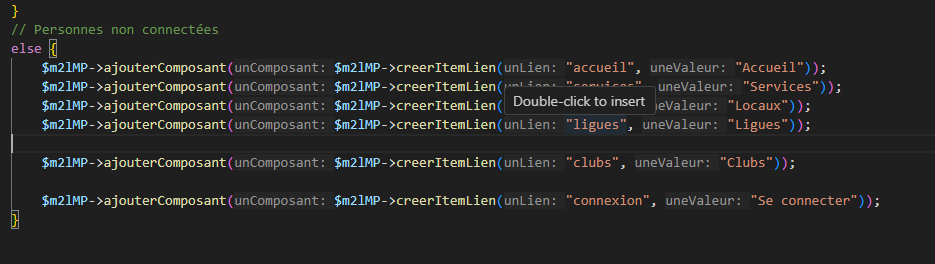 }
// Personnes non connectées
else {
$m2lMP->ajouterComposant(unComposant: $m2lMP->creerItemLien(unLien: "accueil", uneValeur: "Accueil"));
$m2lMP->ajouterComposant(unComposant: $m2lMP->creerItemLien(unLien: "services", uneValeur: "Services"));
$m2lMP->ajouterComposant(unComposant: $m2lMP->creerItemLien( uneValeur: "Locaux"));
Double-click to insert
$m2lMP->ajouterComposant(unComposant: $m2lMP->creerItemLien(unLien: "ligues", uneValeur: "Ligues"));
$m2lMP->ajouterComposant(unComposant: $m2lMP->creerItemLien(unLien: "clubs", uneValeur: "Clubs"));
$m2lMP->ajouterComposant(unComposant: $m2lMP->creerItemLien(unLien: "connexion", uneValeur: "Se connecter"));
}